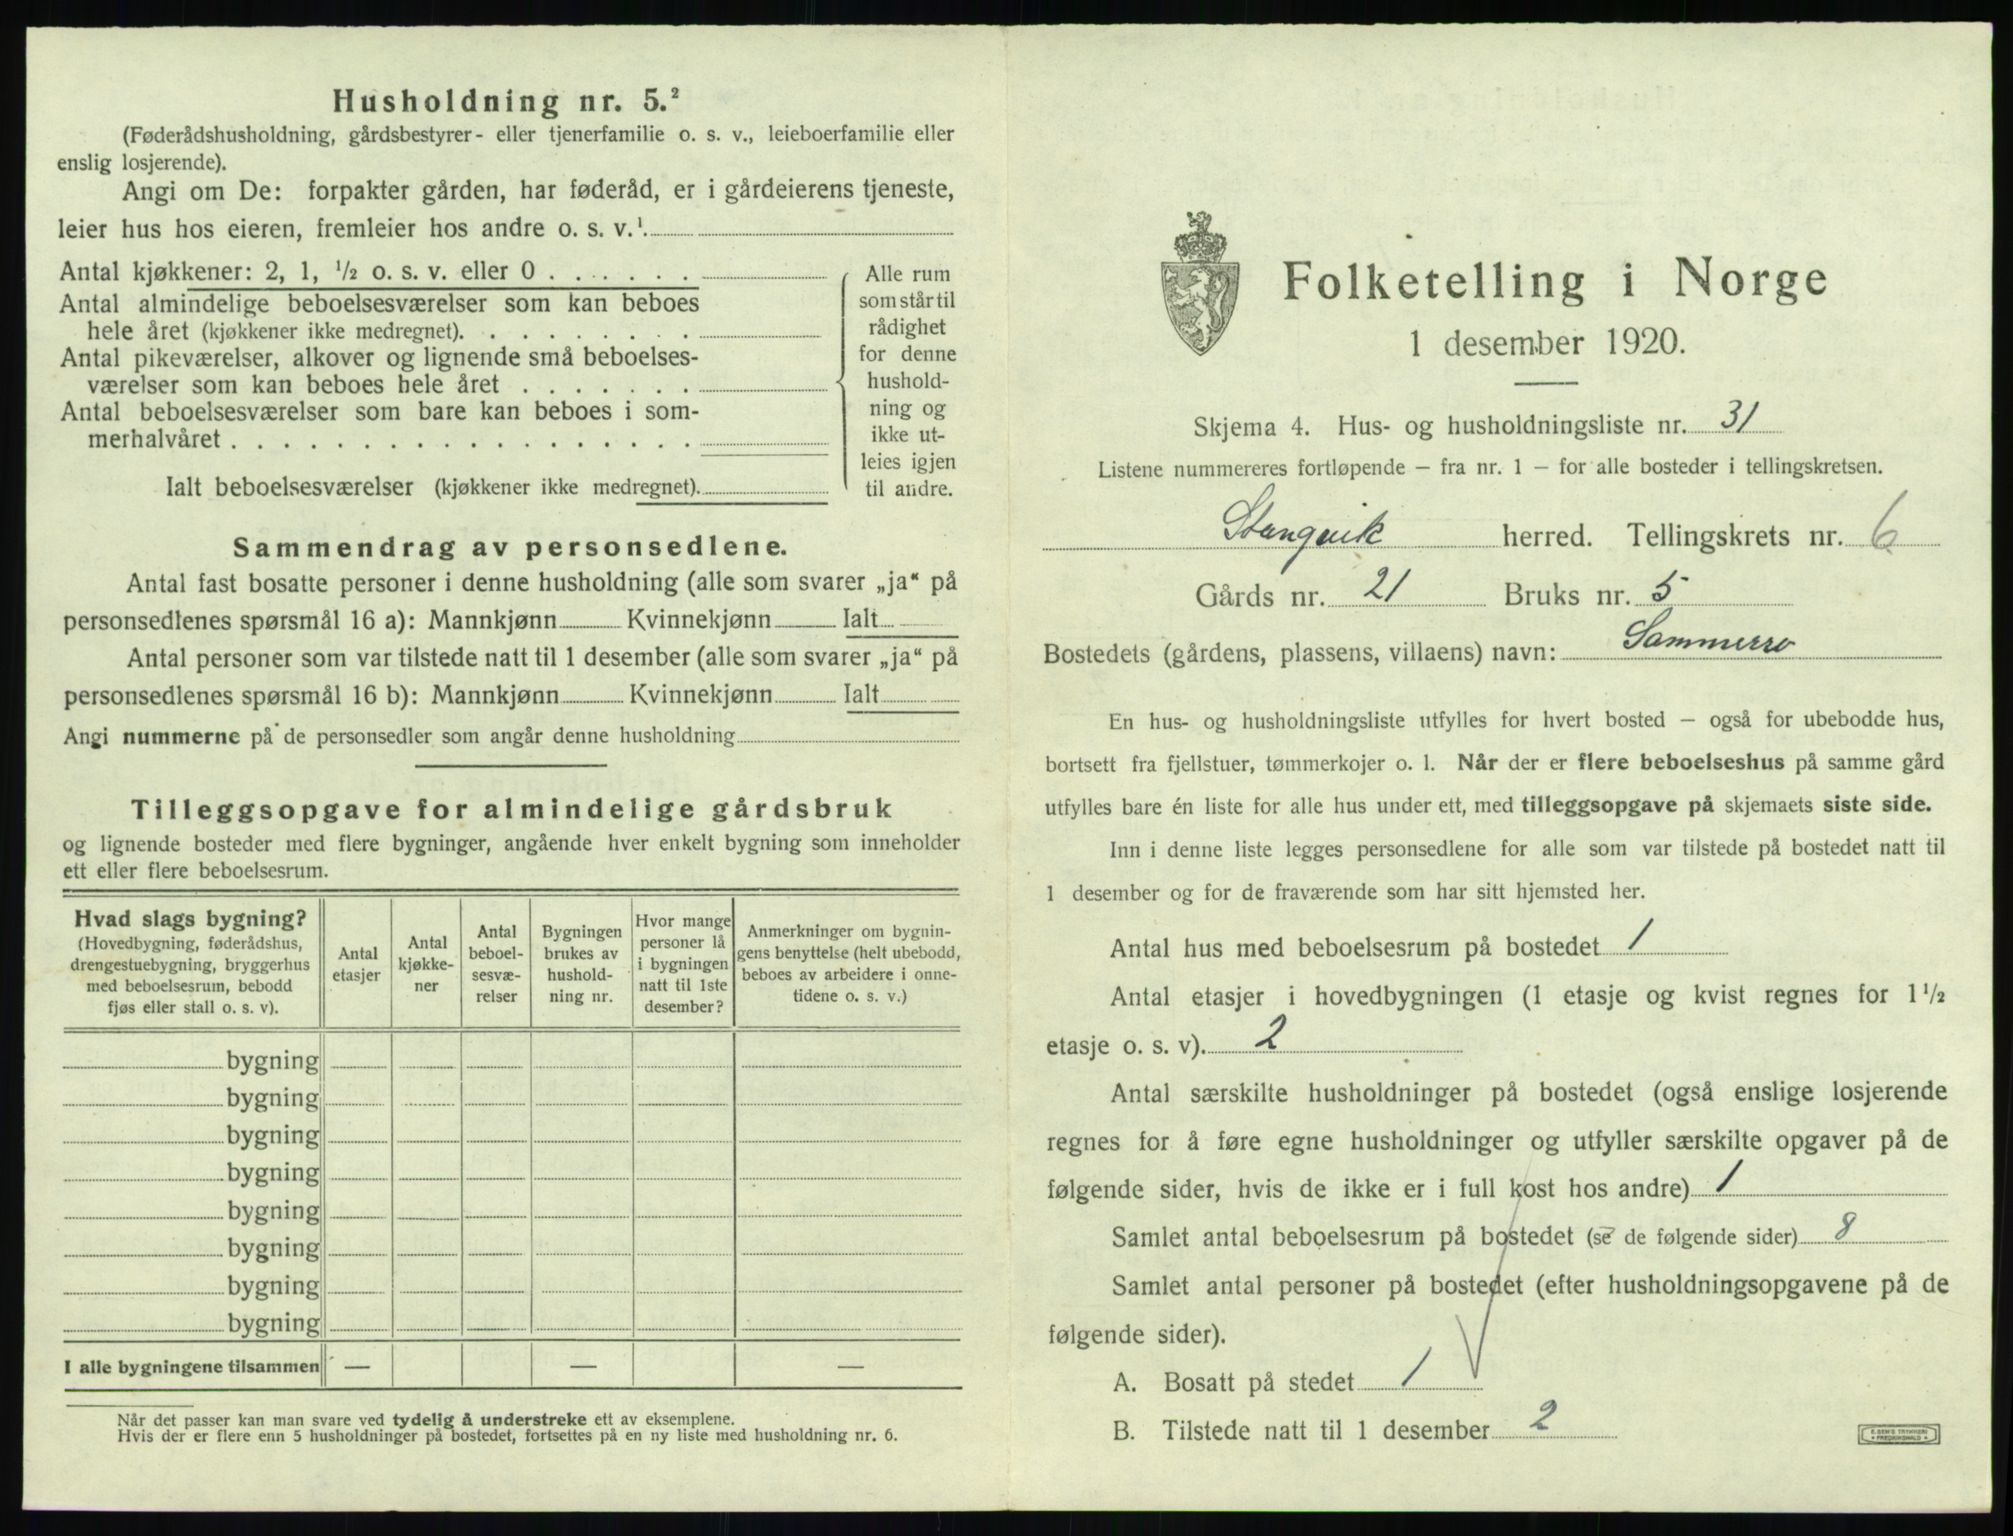 Husholdning nr. 5.²
(Føderådshusholdning, gårdsbestyrer- eller tjenerfamilie o. s. v., leieboerfamilie eller
enslig losjerende).
Angi om De: forpakter gården, har føderåd, er i gårdeierens tjeneste,
leier hus hos eieren, fremleier hos andre o. s. v.¹
Antal kjøkkener: 2, 1, ½ o. s. v. eller 0 . . . . . .
Antal almindelige beboelsesværelser som kan beboes
hele året (kjøkkener ikke medregnet). . . . . . . .
Antal pikeværelser, alkover og lignende små beboelses-
værelser som kan beboes hele året . . . . . . .
Antal beboelsesværelser som bare kan beboes i som-
merhalvåret . . . . . . . . . . . . . . . . . .
Ialt beboelsesværelser (kjøkkener ikke medregnet).
Alle rum
som står til
rådighet
for denne
hushold-
ning og
ikke ut-
leies igjen
til andre.
Sammendrag av personsedlene.
Antal fast bosatte personer i denne husholdning (alle som svarer „ja“ på
personsedlenes spørsmål 16 a): Mannkjønn Kvinnekjønn Ialt
Antal personer som var tilstede natt til 1 desember (alle som svarer „ja“ på
personsedlenes spørsmål 16 b): Mannkjønn Kvinnekjønn Ialt
Angi nummerne på de personsedler som angår denne husholdning
Tilleggsopgave for almindelige gårdsbruk
og lignende bosteder med flere bygninger, angående hver enkelt bygning som inneholder
ett eller flere beboelsesrum.
Hvad slags bygning?
(Hovedbygning, føderådshus,
drengestuebygning, bryggerhus
med beboelsesrum, bebodd
fjøs eller stall o. s. v).
Antal
etasjer
Antal
kjøkke-
ner
Antal
beboel-
sesvæ-
relser
Bygningen
brukes av
hushold-
ning nr.
Hvor mange
personer lå
i bygningen
natt til 1ste
desember?
Anmerkninger om bygnin-
gens benyttelse (helt ubebodd,
beboes av arbeidere i onne-
tidene o. s. v.)
bygning
bygning
bygning
bygning
bygning
bygning
bygning
bygning
I alle bygningene tilsammen — — —
Når det passer kan man svare ved tydelig å understreke ett av eksemplene.
Hvis der er flere enn 5 husholdninger på bostedet, fortsettes på en ny liste med husholdning nr. 6.
Folketelling i Norge
1 desember 1920.
Skjema 4. Hus- og husholdningsliste nr. 31
Listene nummereres fortløpende – fra nr. 1 – for alle bosteder i tellingskretsen.
Stangvik herred. Tellingskrets nr. 6
Gårds nr. 21 Bruks nr. 5
Bostedets (gårdens, plassens, villaens) navn: Sommerro
En hus- og husholdningsliste utfylles for hvert bosted – også for ubebodde hus,
bortsett fra fjellstuer, tømmerkojer o. l. Når der er flere beboelseshus på samme gård
utfylles bare én liste for alle hus under ett, med tilleggsopgave på skjemaets siste side.
Inn i denne liste legges personsedlene for alle som var tilstede på bostedet natt til
1 desember og for de fraværende som har sitt hjemsted her.
Antal hus med beboelsesrum på bostedet 1
Antal etasjer i hovedbygningen (1 etasje og kvist regnes for 1½
etasje o. s. v). 2
Antal særskilte husholdninger på bostedet (også enslige losjerende
regnes for å føre egne husholdninger og utfyller særskilte opgaver på de
følgende sider, hvis de ikke er i full kost hos andre) 1
Samlet antal beboelsesrum på bostedet (se de følgende sider) 8
Samlet antal personer på bostedet (efter husholdningsopgavene på de
følgende sider).
A. Bosatt på stedet 1
B. Tilstede natt til 1 desember 2
E. SEM'S TRYKKERI
FREDRIKSHALD